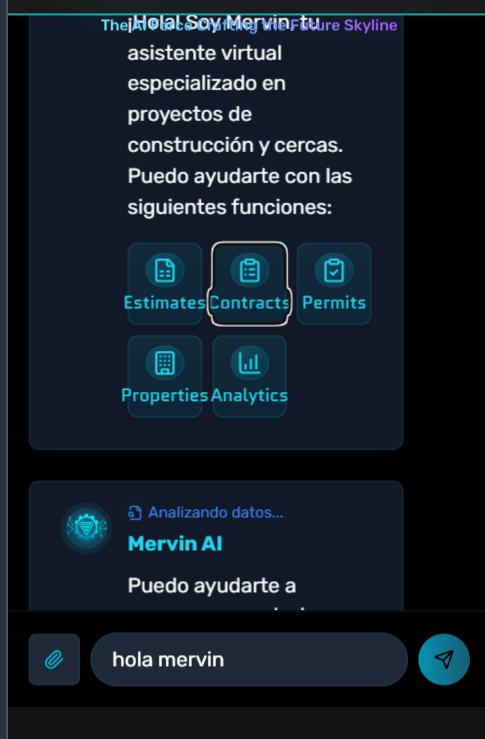 The AI Force Crafting the Future Skyline
¡Hola! Soy Mervin, tu
asistente virtual
especializado en
proyectos de
construcción y cercas.
Puedo ayudarte con las
siguientes funciones:
Estimates Contracts Permits
Properties Analytics
Analizando datos...
Mervin AI
Puedo ayudarte a
hola mervin